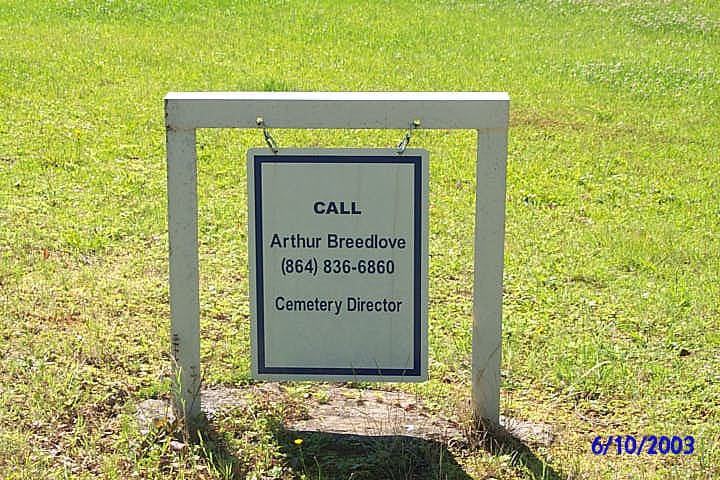 CALL
Arthur Breedlove
(864) 836-6860
Cemetery Director
6/10/2003